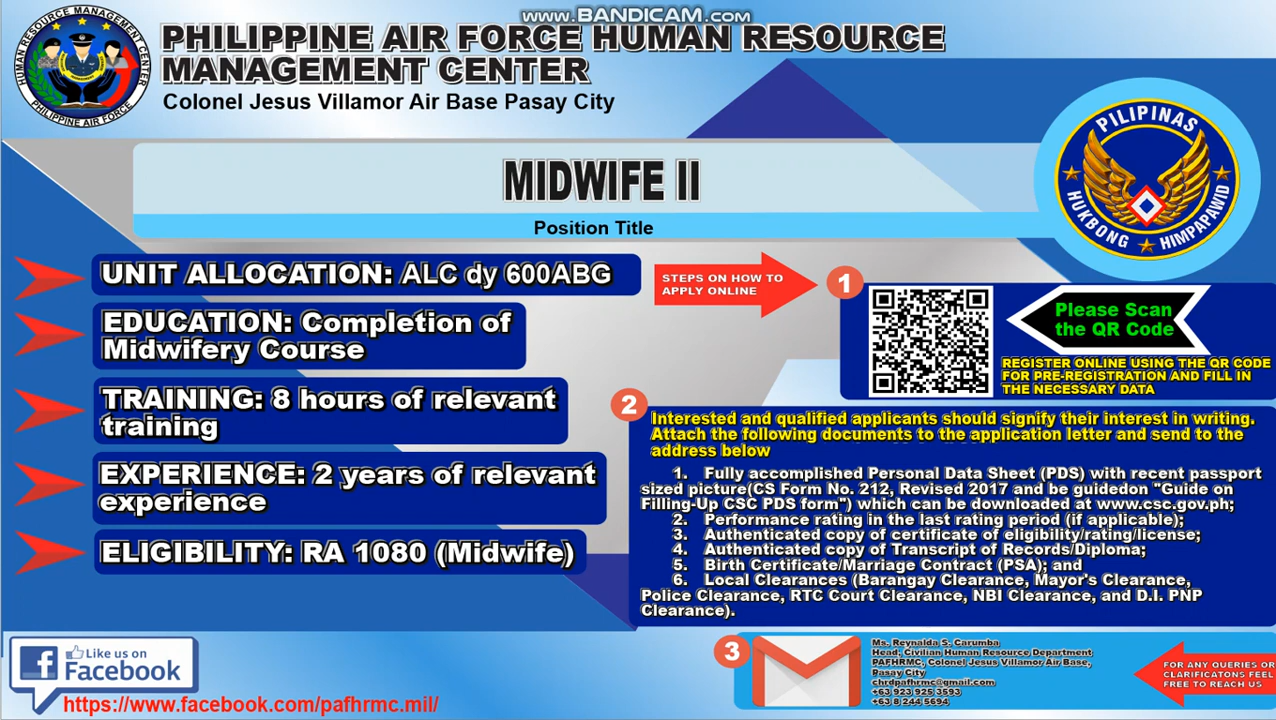 www.BANDICAM.com
HUMAN RESOURCE MANAGEMENT CENTER
PHILIPPINE AIR FORCE
PHILIPPINE AIR FORCE HUMAN RESOURCE
MANAGEMENT CENTER
Colonel Jesus Villamor Air Base Pasay City
PILIPINAS
HUKBONG HIMPAPAWID
MIDWIFE II
Position Title
UNIT ALLOCATION: ALC dy 600ABG
EDUCATION: Completion of
Midwifery Course
TRAINING: 8 hours of relevant
training
EXPERIENCE: 2 years of relevant
experience
ELIGIBILITY: RA 1080 (Midwife)
STEPS ON HOW TO
APPLY ONLINE
1
Please Scan
the QR Code
REGISTER ONLINE USING THE QR CODE
FOR PRE-REGISTRATION AND FILL IN
THE NECESSARY DATA
2
Interested and qualified applicants should signify their interest in writing.
Attach the following documents to the application letter and send to the
address below
1. Fully accomplished Personal Data Sheet (PDS) with recent passport
sized picture(CS Form No. 212, Revised 2017 and be guidedon "Guide on
Filling-Up CSC PDS form") which can be downloaded at www.csc.gov.ph;
2. Performance rating in the last rating period (if applicable);
3. Authenticated copy of certificate of eligibility/rating/license;
4. Authenticated copy of Transcript of Records/Diploma;
5. Birth Certificate/Marriage Contract (PSA); and
6. Local Clearances (Barangay Clearance, Mayor's Clearance,
Police Clearance, RTC Court Clearance, NBI Clearance, and D.I. PNP
Clearance).
3
Ms. Reynalda S. Carumba
Head, Civilian Human Resource Department
PAFHRMC, Colonel Jesus Villamor Air Base,
Pasay City
chrdpafhrmc@gmail.com
+63 923 925 3593
+63 8 244 5694
FOR ANY QUERIES OR
CLARIFICATONS FEEL
FREE TO REACH US
f
Like us on
Facebook
https://www.facebook.com/pafhrmc.mil/